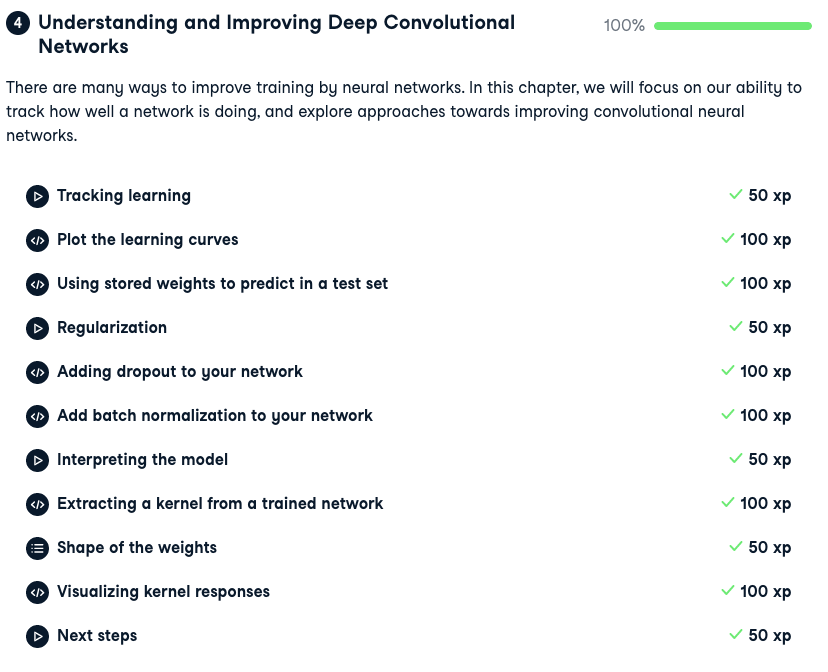 4 Understanding and Improving Deep Convolutional 100%
Networks
There are many ways to improve training by neural networks. In this chapter, we will focus on our ability to
track how well a network is doing, and explore approaches towards improving convolutional neural
networks.
Tracking learning 50 xp
Plot the learning curves 100 xp
Using stored weights to predict in a test set 100 xp
Regularization 50 xp
Adding dropout to your network 100 xp
Add batch normalization to your network 100 xp
Interpreting the model 50 xp
Extracting a kernel from a trained network 100 xp
Shape of the weights 50 xp
Visualizing kernel responses 100 xp
Next steps 50 xp